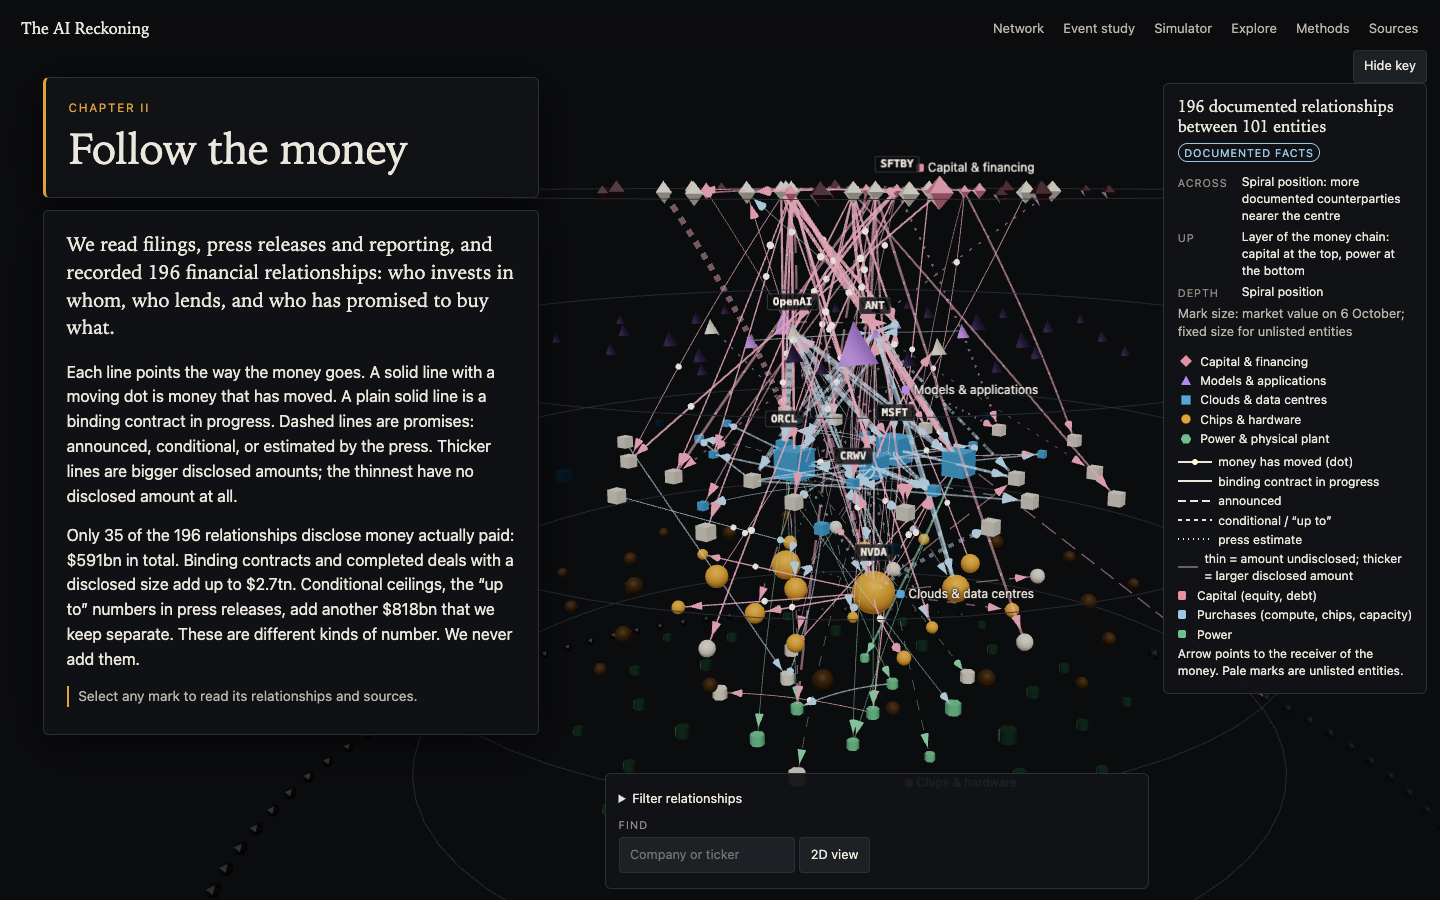 The AI Reckoning
Network Event study Simulator Explore Methods Sources
Hide key
CHAPTER II
Follow the money
We read filings, press releases and reporting, and
recorded 196 financial relationships: who invests in
whom, who lends, and who has promised to buy
what.
Each line points the way the money goes. A solid line with a
moving dot is money that has moved. A plain solid line is a
binding contract in progress. Dashed lines are promises:
announced, conditional, or estimated by the press. Thicker
lines are bigger disclosed amounts; the thinnest have no
disclosed amount at all.
Only 35 of the 196 relationships disclose money actually paid:
$591bn in total. Binding contracts and completed deals with a
disclosed size add up to $2.7tn. Conditional ceilings, the “up
to” numbers in press releases, add another $818bn that we
keep separate. These are different kinds of number. We never
add them.
Select any mark to read its relationships and sources.
SFTBY
Capital & financing
OpenAI
ANT
Models & applications
ORCL
MSFT
CRWV
NVDA
Clouds & data centres
Chips & hardware
▶ Filter relationships
FIND
Company or ticker
2D view
196 documented relationships
between 101 entities
DOCUMENTED FACTS
ACROSS Spiral position: more
documented counterparties
nearer the centre
UP Layer of the money chain:
capital at the top, power at
the bottom
DEPTH Spiral position
Mark size: market value on 6 October;
fixed size for unlisted entities
Capital & financing
Models & applications
Clouds & data centres
Chips & hardware
Power & physical plant
money has moved (dot)
binding contract in progress
announced
conditional / “up to”
press estimate
thin = amount undisclosed; thicker
= larger disclosed amount
Capital (equity, debt)
Purchases (compute, chips, capacity)
Power
Arrow points to the receiver of the
money. Pale marks are unlisted entities.